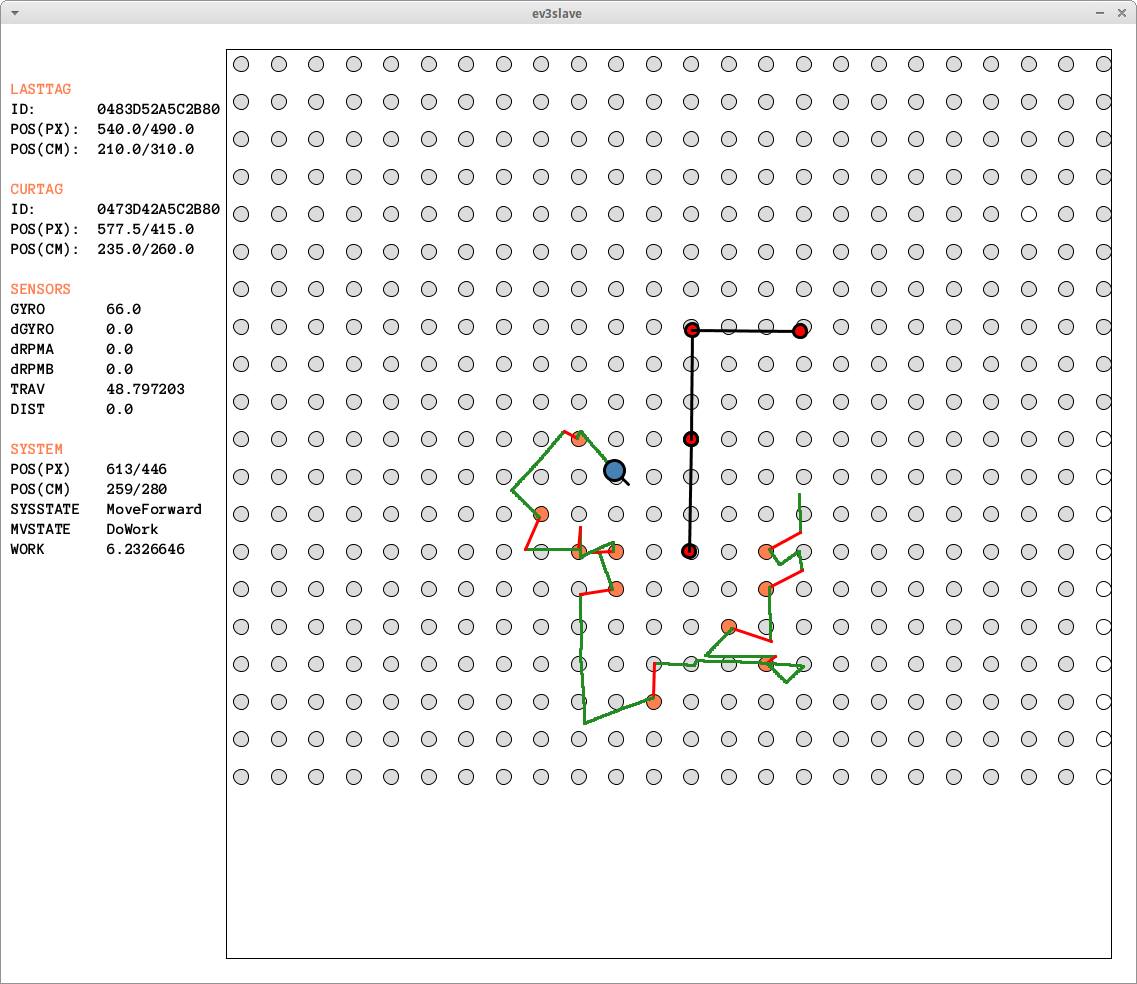 ev3slave
LASTTAG
ID: 0483D52A5C2B80
POS(PX): 540.0/490.0
POS(CM): 210.0/310.0
CURTAG
ID: 0473D42A5C2B80
POS(PX): 577.5/415.0
POS(CM): 235.0/260.0
SENSORS
GYRO 66.0
dGYRO 0.0
dRPMA 0.0
dRPMB 0.0
TRAV 48.797203
DIST 0.0
SYSTEM
POS(PX) 613/446
POS(CM) 259/280
SYSSTATE MoveForward
MVSTATE DoWork
WORK 6.2326646